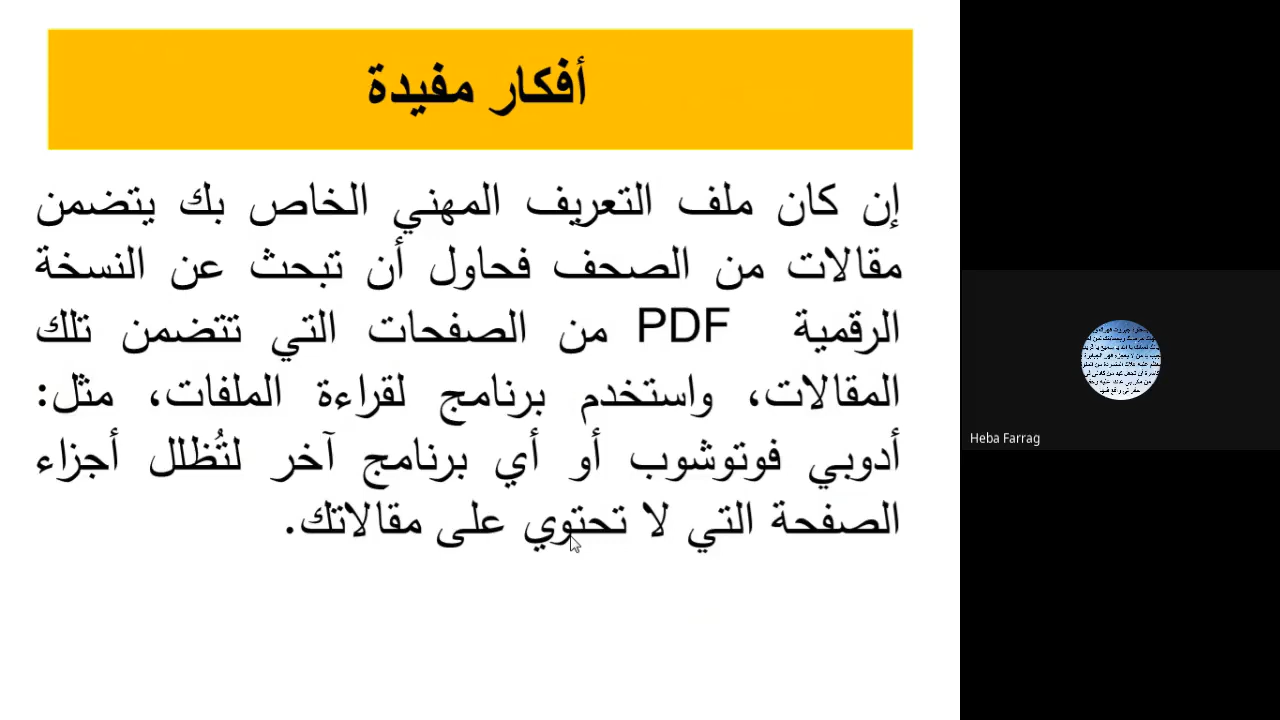 أفكار مفيدة
إن كان ملف التعريف المهني الخاص بك يتضمن
مقالات من الصحف فحاول أن تبحث عن النسخة
الرقمية PDF من الصفحات التي تتضمن تلك
المقالات، واستخدم برنامج لقراءة الملفات، مثل:
أدوبي فوتوشوب أو أي برنامج آخر لتُظلل أجزاء
الصفحة التي لا تحتوي على مقالاتك.
Heba Farrag